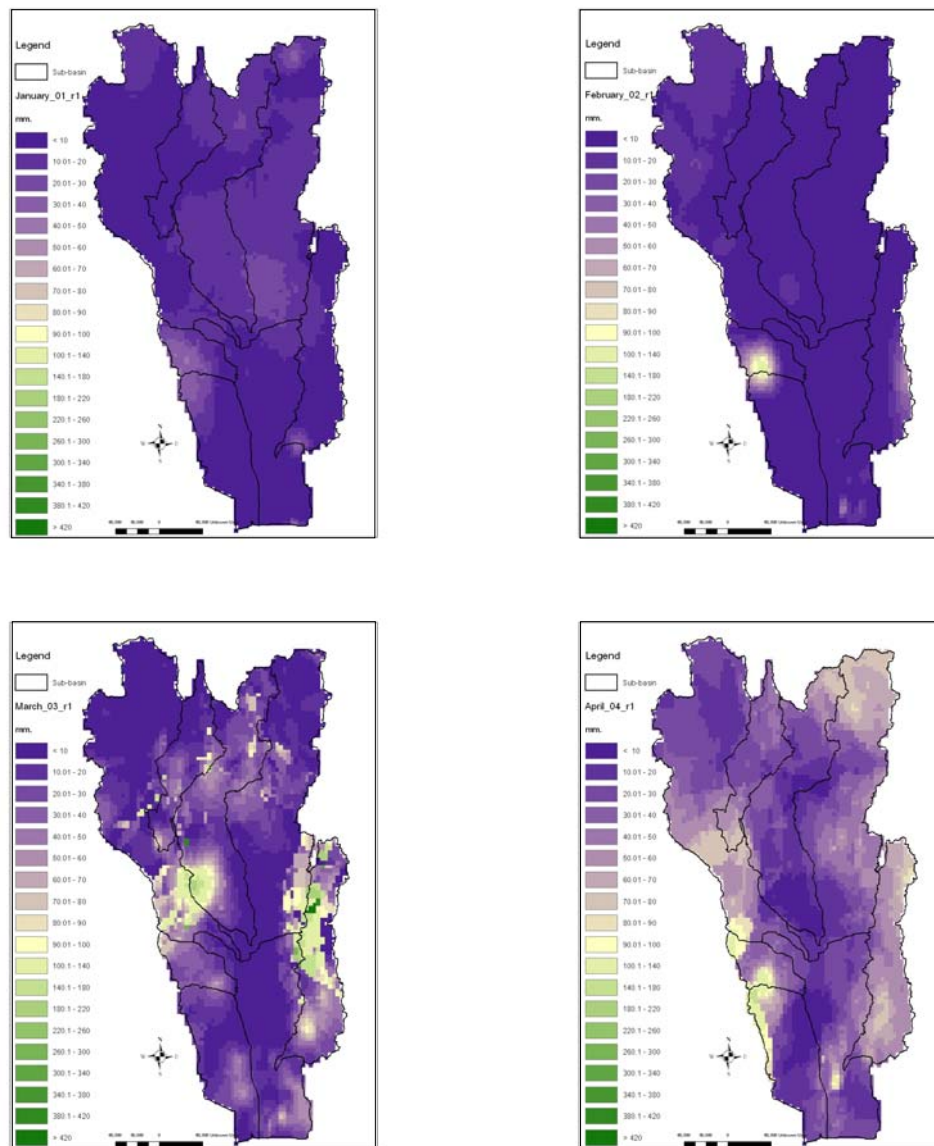 Legend
Sub-basin
January_01_r1
mm.
< 10
10.01 - 20
20.01 - 30
30.01 - 40
40.01 - 50
50.01 - 60
60.01 - 70
70.01 - 80
80.01 - 90
90.01 - 100
100.1 - 140
140.1 - 180
180.1 - 220
220.1 - 260
260.1 - 300
300.1 - 340
340.1 - 380
380.1 - 420
> 420
Legend
Sub-basin
February_02_r1
mm.
< 10
10.01 - 20
20.01 - 30
30.01 - 40
40.01 - 50
50.01 - 60
60.01 - 70
70.01 - 80
80.01 - 90
90.01 - 100
100.1 - 140
140.1 - 180
180.1 - 220
220.1 - 260
260.1 - 300
300.1 - 340
340.1 - 380
380.1 - 420
> 420
Legend
Sub-basin
March_03_r1
mm.
< 10
10.01 - 20
20.01 - 30
30.01 - 40
40.01 - 50
50.01 - 60
60.01 - 70
70.01 - 80
80.01 - 90
90.01 - 100
100.1 - 140
140.1 - 180
180.1 - 220
220.1 - 260
260.1 - 300
300.1 - 340
340.1 - 380
380.1 - 420
> 420
Legend
Sub-basin
April_04_r1
mm.
< 10
10.01 - 20
20.01 - 30
30.01 - 40
40.01 - 50
50.01 - 60
60.01 - 70
70.01 - 80
80.01 - 90
90.01 - 100
100.1 - 140
140.1 - 180
180.1 - 220
220.1 - 260
260.1 - 300
300.1 - 340
340.1 - 380
380.1 - 420
> 420